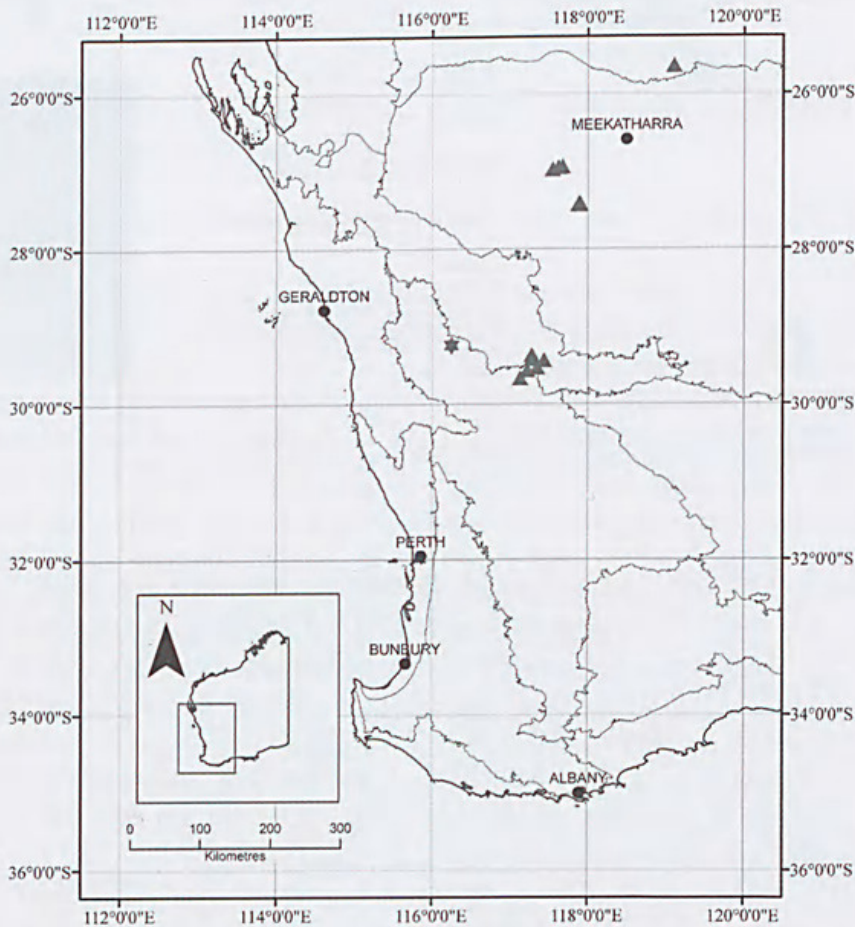 112°0'0"E 114°0'0"E 116°0'0"E 118°0'0"E 120°0'0"E
26°0'0"S 26°0'0"S
MEEKATHARRA
28°0'0"S 28°0'0"S
GERALDTON
30°0'0"S 30°0'0"S
PERTH
32°0'0"S 32°0'0"S
N
BUNBURY
34°0'0"S 34°0'0"S
ALBANY
0 100 200 300
Kilometres
36°0'0"S 36°0'0"S
112°0'0"E 114°0'0"E 116°0'0"E 118°0'0"E 120°0'0"E